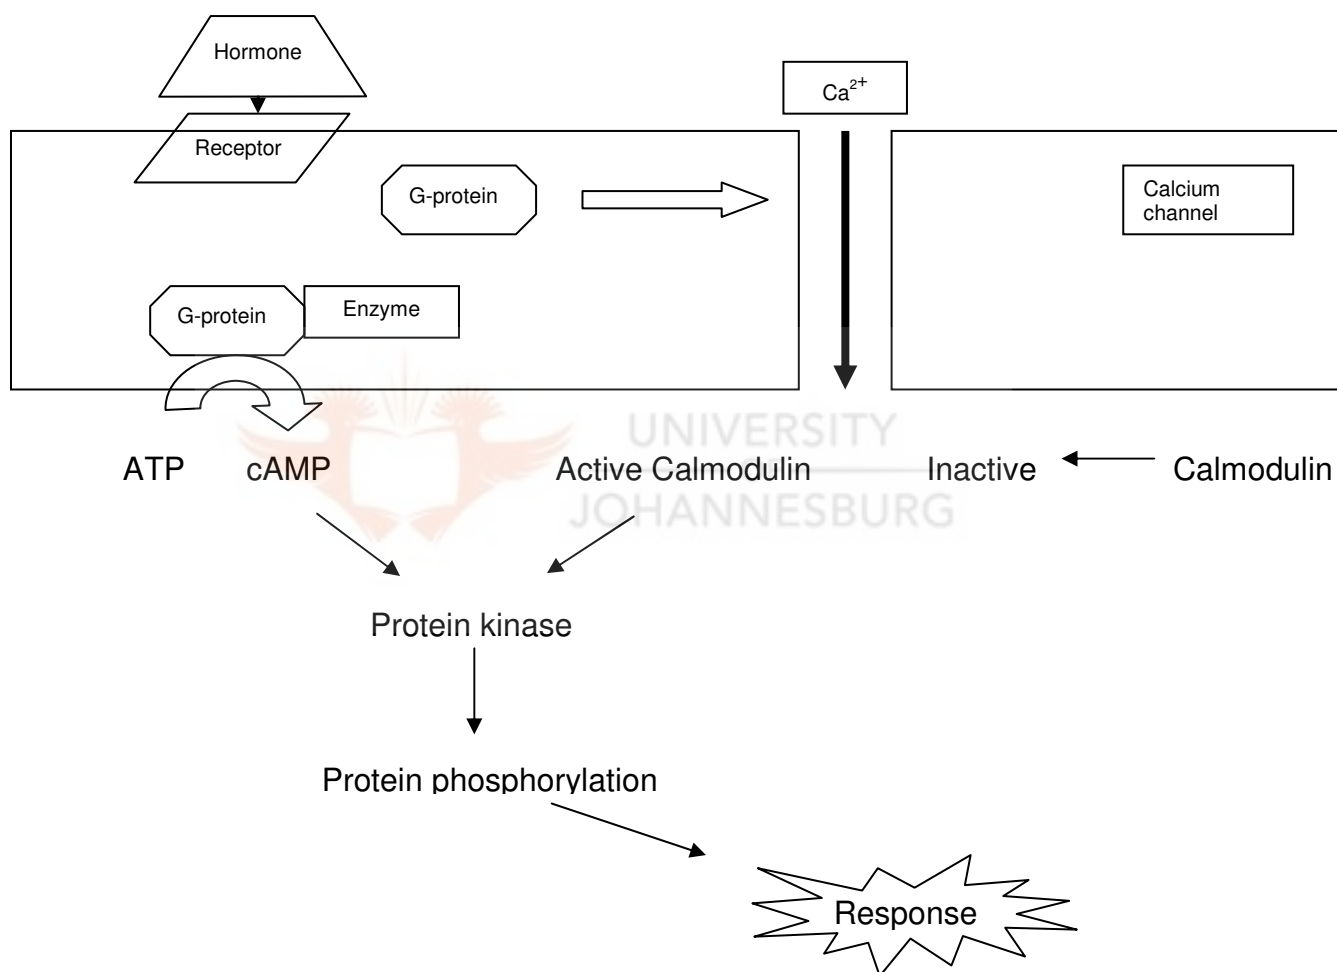 Hormone
Ca²⁺
Receptor
G-protein
Calcium
channel
G-protein
Enzyme
UNIVERSITY
ATP cAMP Active Calmodulin Inactive Calmodulin
JOHANNESBURG
Protein kinase
Protein phosphorylation
Response